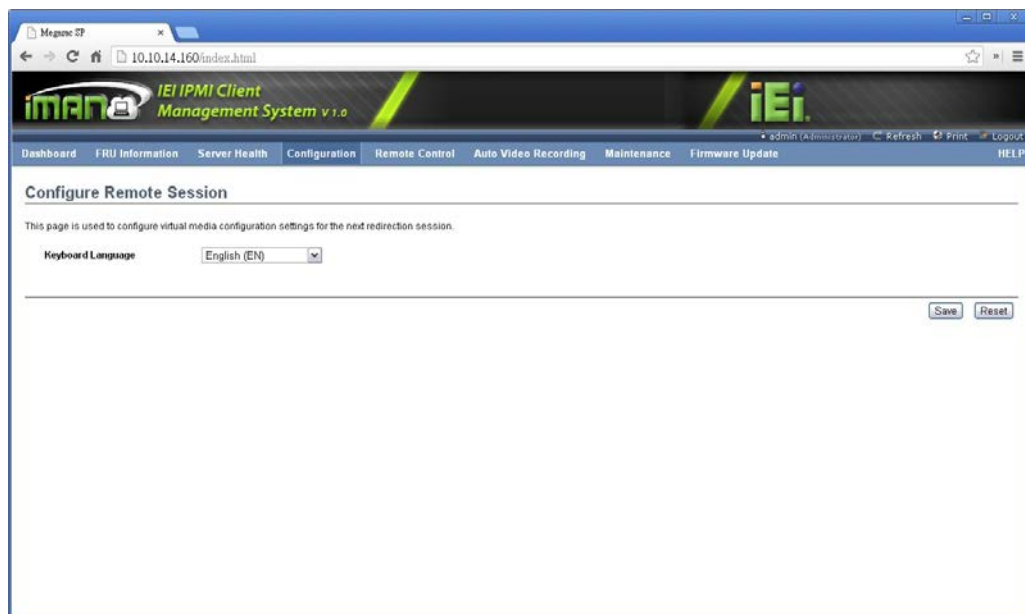 Megarac SP
10.10.14.160/index.html
iMAN
IEI IPMI Client
Management System v 1.0
iEi
admin (Administrator) Refresh Print Logout
Dashboard FRU Information Server Health Configuration Remote Control Auto Video Recording Maintenance Firmware Update HELP
Configure Remote Session
This page is used to configure virtual media configuration settings for the next redirection session.
Keyboard Language English (EN)
Save Reset